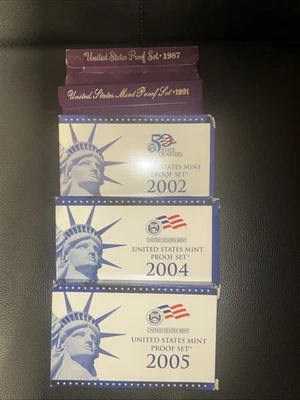 United States Proof Set · 1987
United States Mint Proof Set · 1991
50
STATE
QUARTERS
STATES MINT
PROOF SET®
2002
UNITED STATES MINT
UNITED STATES MINT
PROOF SET®
2004
UNITED STATES MINT
UNITED STATES MINT
PROOF SET®
2005